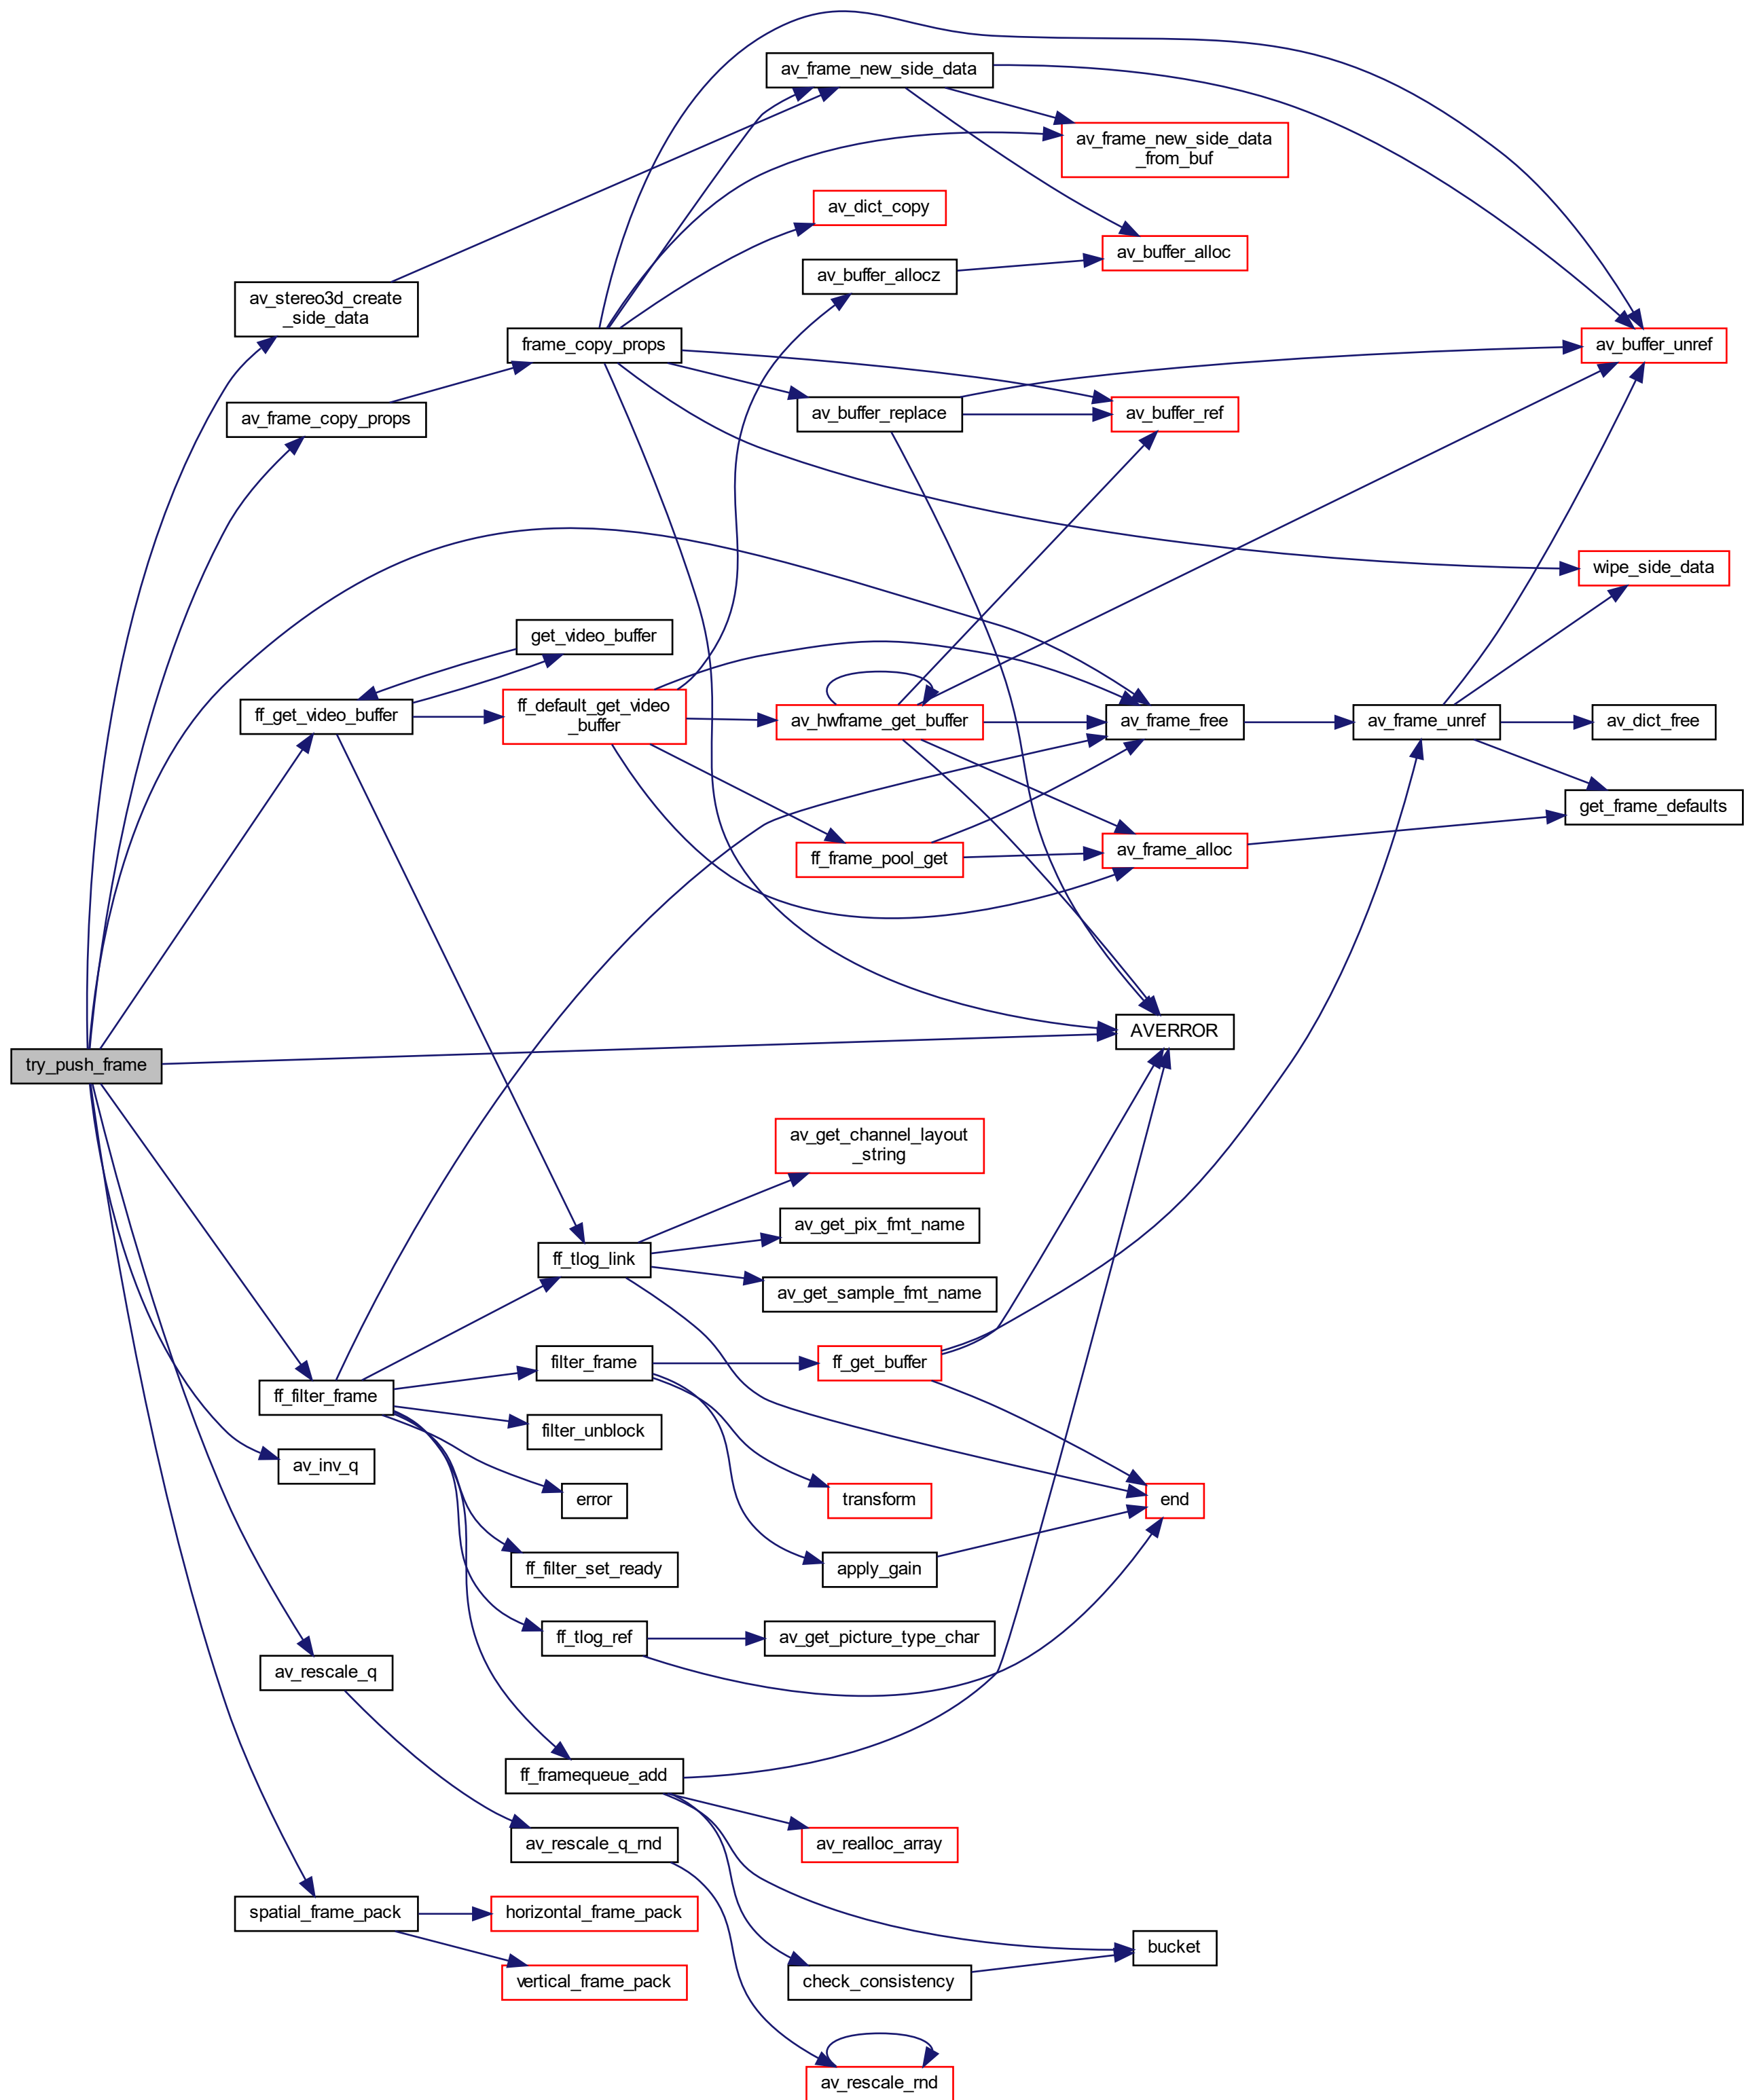 av_frame_new_side_data
av_frame_new_side_data
_from_buf
av_dict_copy
av_buffer_alloc
av_buffer_allocz
av_stereo3d_create
_side_data
frame_copy_props
av_buffer_unref
av_frame_copy_props
av_buffer_replace
av_buffer_ref
wipe_side_data
get_video_buffer
ff_get_video_buffer
ff_default_get_video
_buffer
av_hwframe_get_buffer
av_frame_free
av_frame_unref
av_dict_free
get_frame_defaults
ff_frame_pool_get
av_frame_alloc
AVERROR
try_push_frame
av_get_channel_layout
_string
av_get_pix_fmt_name
ff_tlog_link
av_get_sample_fmt_name
filter_frame
ff_get_buffer
ff_filter_frame
filter_unblock
av_inv_q
error
transform
end
ff_filter_set_ready
apply_gain
ff_tlog_ref
av_get_picture_type_char
av_rescale_q
ff_framequeue_add
av_rescale_q_rnd
av_realloc_array
spatial_frame_pack
horizontal_frame_pack
bucket
vertical_frame_pack
check_consistency
av_rescale_rnd